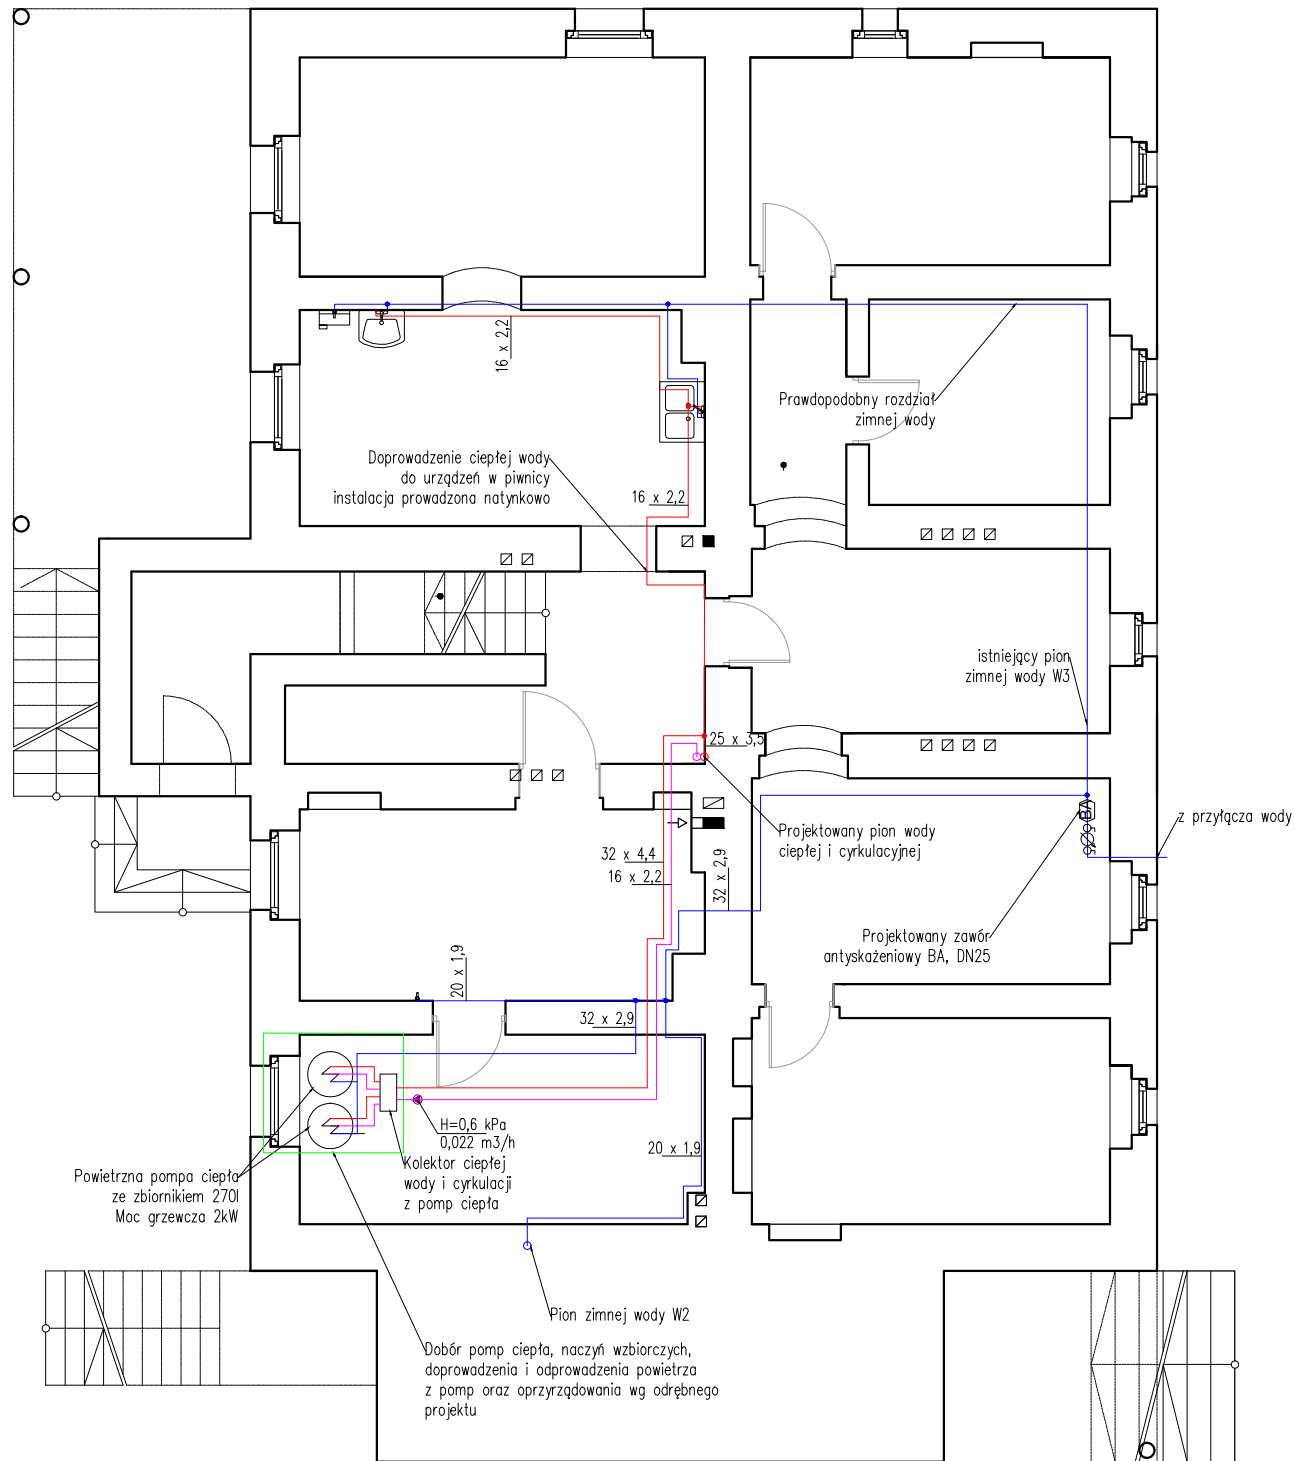 16 x 2,2
Prawdopodobny rozdział
zimnej wody
Doprowadzenie ciepłej wody
do urządzeń w piwnicy
instalacja prowadzona natynkowo
16 x 2,2
istniejący pion
zimnej wody W3
25 x 3,5
BA
z przyłącza wody
Projektowany pion wody
ciepłej i cyrkulacyjnej
32 x 4,4
16 x 2,2
32 x 2,9
Projektowany zawór
antyskażeniowy BA, DN25
20 x 1,9
32 x 2,9
H=0,6 kPa
0,022 m3/h
Kolektor ciepłej
wody i cyrkulacji
z pomp ciepła
20 x 1,9
Powietrzna pompa ciepła
ze zbiornikiem 270l
Moc grzewcza 2kW
Pion zimnej wody W2
Dobór pomp ciepła, naczyń wzbiorczych,
doprowadzenia i odprowadzenia powietrza
z pomp oraz oprzyrządowania wg odrębnego
projektu